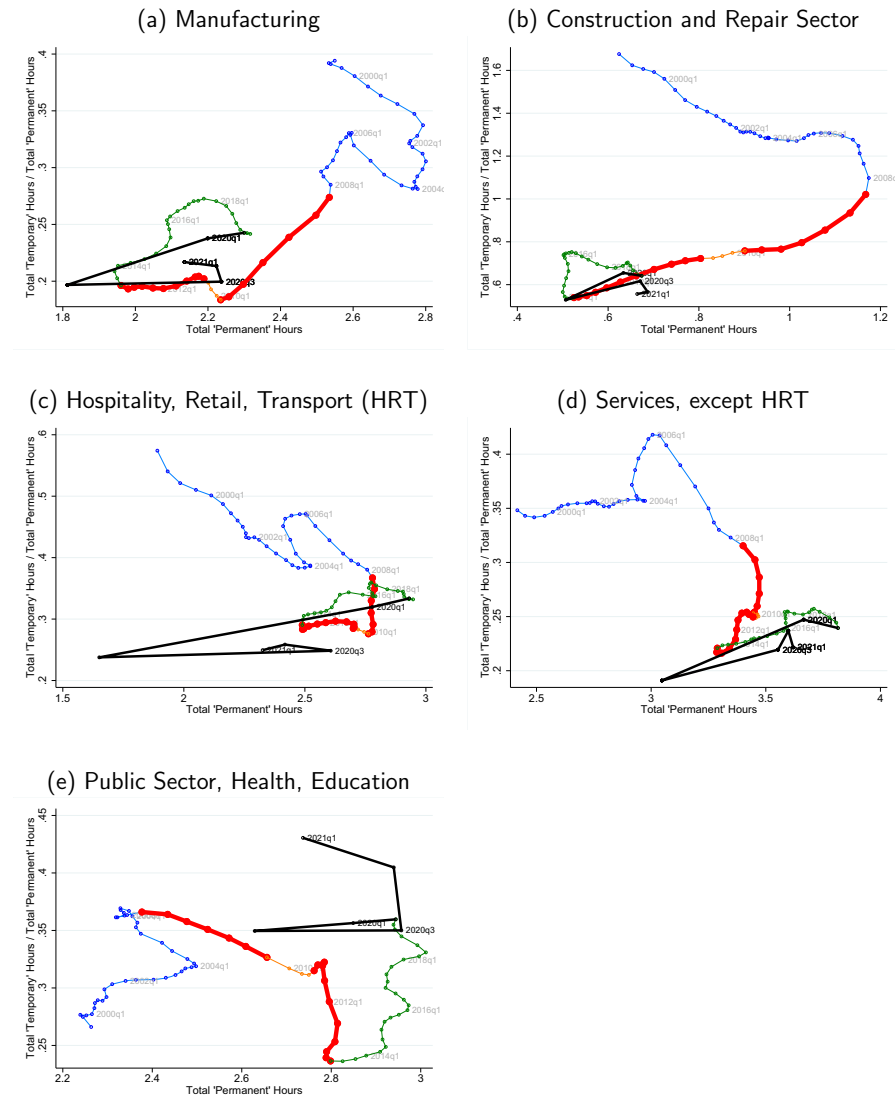 (a) Manufacturing
(b) Construction and Repair Sector
Total 'Temporary' Hours / Total 'Permanent' Hours
.4
.3
.25
.2
2000q1
2006q1
2002q1
2004q
2008q1
2018q1
2016q1
2020q1
2014q1
2021q1
2020q3
2012q1
1.8
2
2.2
2.4
2.6
2.8
Total 'Permanent' Hours
Total 'Temporary' Hours / Total 'Permanent' Hours
1.6
1.4
1.2
1
.8
.6
2000q1
2002q1
2004q1
2006q1
2008q
2016q1
2020q3
2021q1
.4
.6
.8
1
1.2
Total 'Permanent' Hours
(c) Hospitality, Retail, Transport (HRT)
(d) Services, except HRT
Total 'Temporary' Hours / Total 'Permanent' Hours
.6
.5
.4
.3
.2
2000q1
2006q1
2002q1
2004q1
2008q1
2018q1
2016q1
2020q1
2010q1
2021q1
2020q3
1.5
2
2.5
3
Total 'Permanent' Hours
Total 'Temporary' Hours / Total 'Permanent' Hours
.4
.35
.3
.25
.2
2006q1
2002q1
2004q1
2000q1
2008q1
2010q1
2020q1
2012q1
2016q1
2014q1
2021q1
2020q3
2.5
3
3.5
4
Total 'Permanent' Hours
(e) Public Sector, Health, Education
Total 'Temporary' Hours / Total 'Permanent' Hours
.45
.4
.35
.3
.25
2021q1
2020q1
2020q3
2018q1
2004q1
2002q1
2000q1
2012q1
2016q1
2014q1
2.2
2.4
2.6
2.8
3
Total 'Permanent' Hours